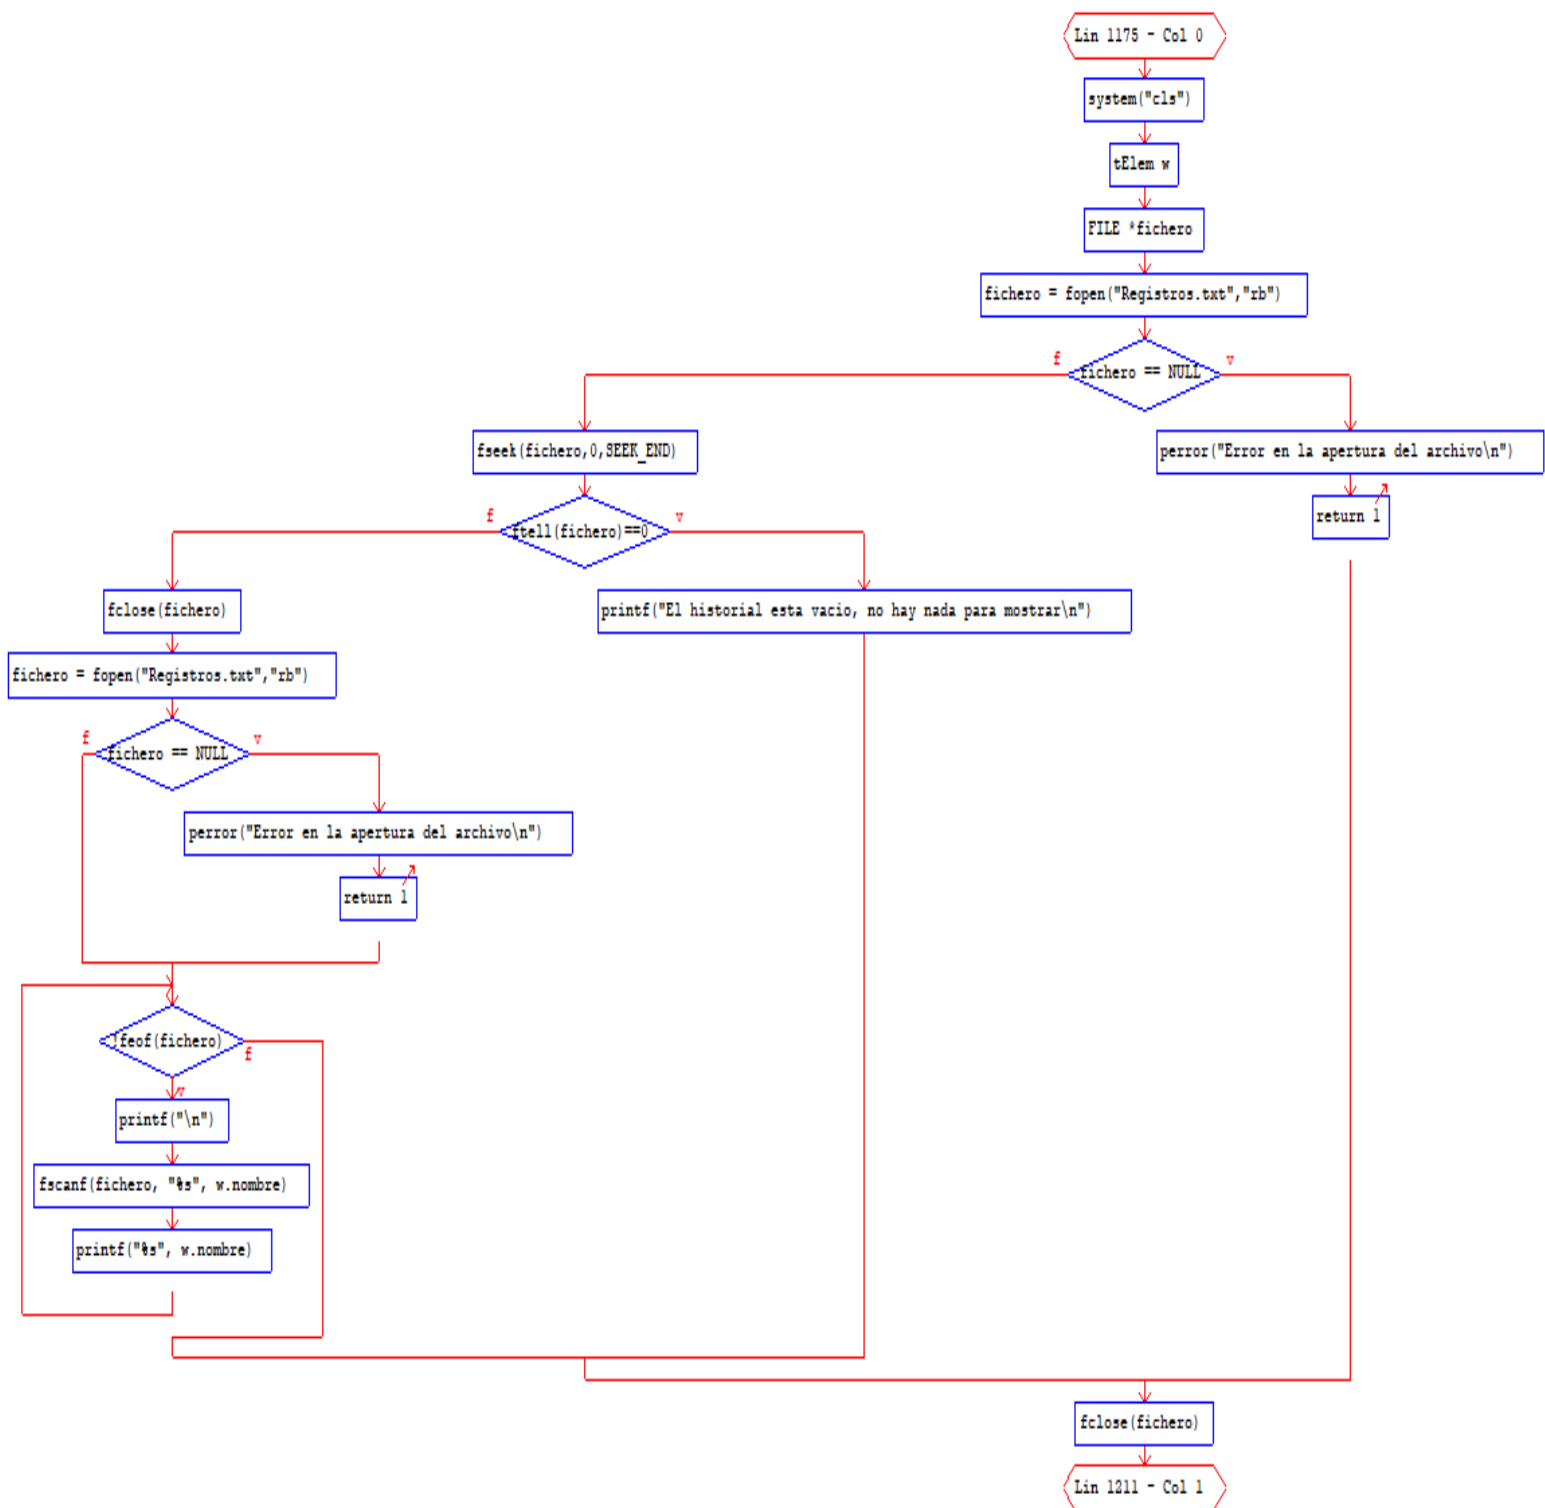 Lin 1175 - Col 0
system("cls")
tElem w
FILE *fichero
fichero = fopen("Registros.txt","rb")
f
v
fichero == NULL
fseek(fichero,0,SEEK_END)
perror("Error en la apertura del archivo\n")
return 1
f
v
ftell(fichero)==0
fclose(fichero)
printf("El historial esta vacio, no hay nada para mostrar\n")
fichero = fopen("Registros.txt","rb")
f
v
fichero == NULL
perror("Error en la apertura del archivo\n")
return 1
!feof(fichero)
f
v
printf("\n")
fscanf(fichero, "%s", w.nombre)
printf("%s", w.nombre)
fclose(fichero)
Lin 1211 - Col 1